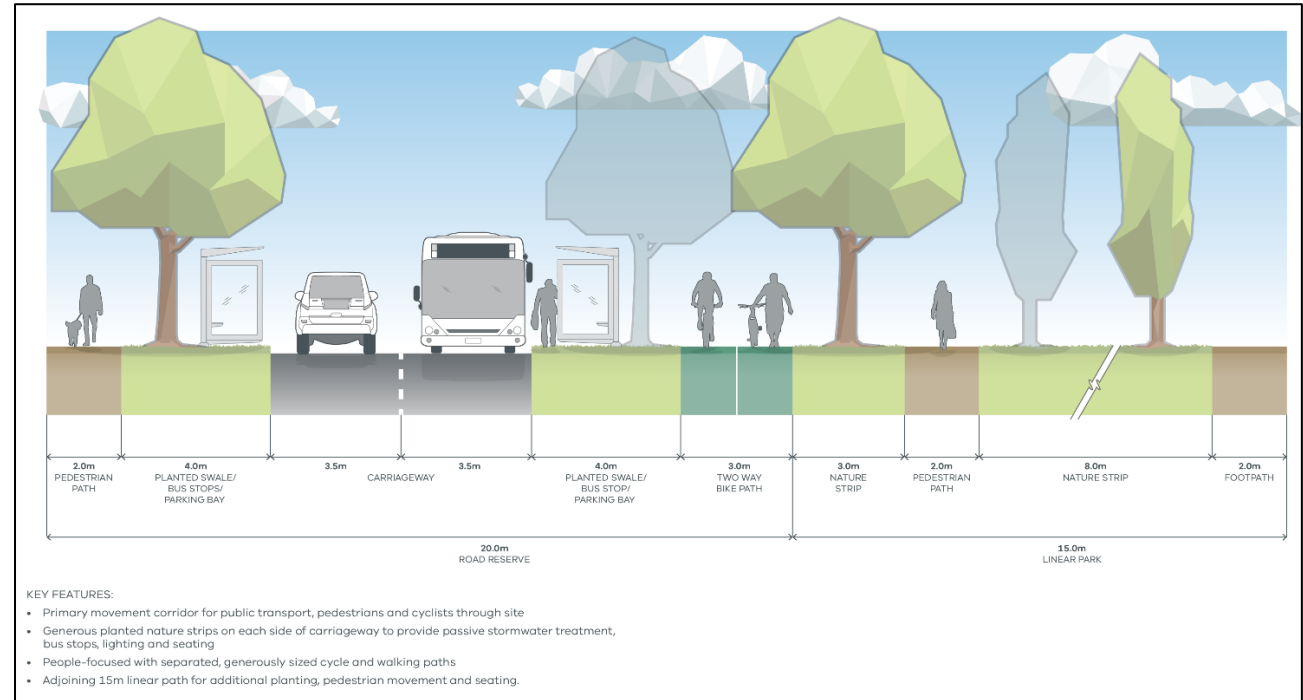 2.0m
PEDESTRIAN
PATH
4.0m
PLANTED SWALE/
BUS STOPS/
PARKING BAY
3.5m
CARRIAGEWAY
3.5m
4.0m
PLANTED SWALE/
BUS STOP/
PARKING BAY
3.0m
TWO WAY
BIKE PATH
3.0m
NATURE
STRIP
2.0m
PEDESTRIAN
PATH
8.0m
NATURE STRIP
2.0m
FOOTPATH
20.0m
ROAD RESERVE
15.0m
LINEAR PARK
KEY FEATURES:
• Primary movement corridor for public transport, pedestrians and cyclists through site
• Generous planted nature strips on each side of carriageway to provide passive stormwater treatment,
bus stops, lighting and seating
• People-focused with separated, generously sized cycle and walking paths
• Adjoining 15m linear path for additional planting, pedestrian movement and seating.